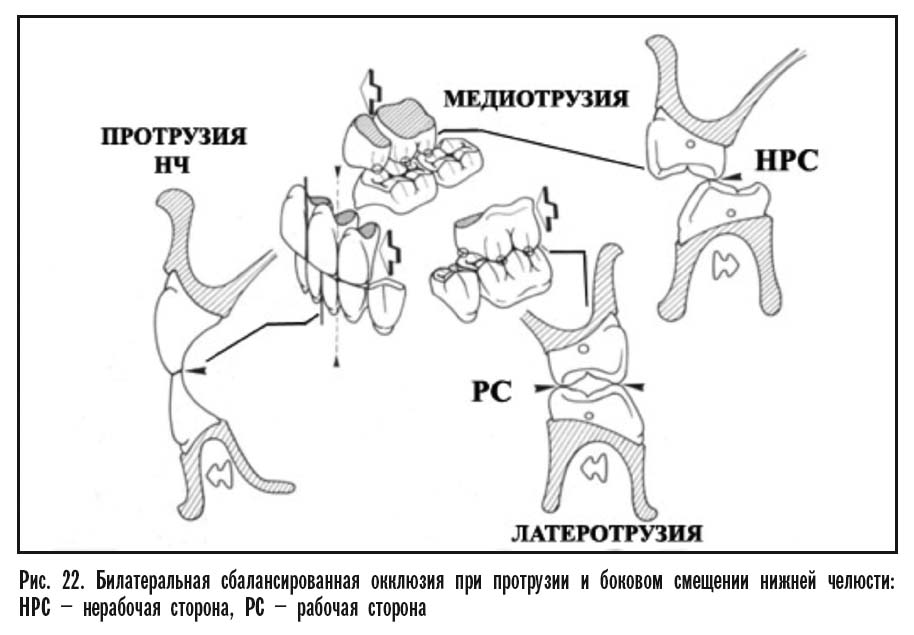 МЕДИОТРУЗИЯ
ПРОТРУЗИЯ
НЧ
НРС
РС
ЛАТЕРОТРУЗИЯ
Рис. 22. Билатеральная сбалансированная окклюзия при протрузии и боковом смещении нижней челюсти:
НРС – нерабочая сторона, РС – рабочая сторона